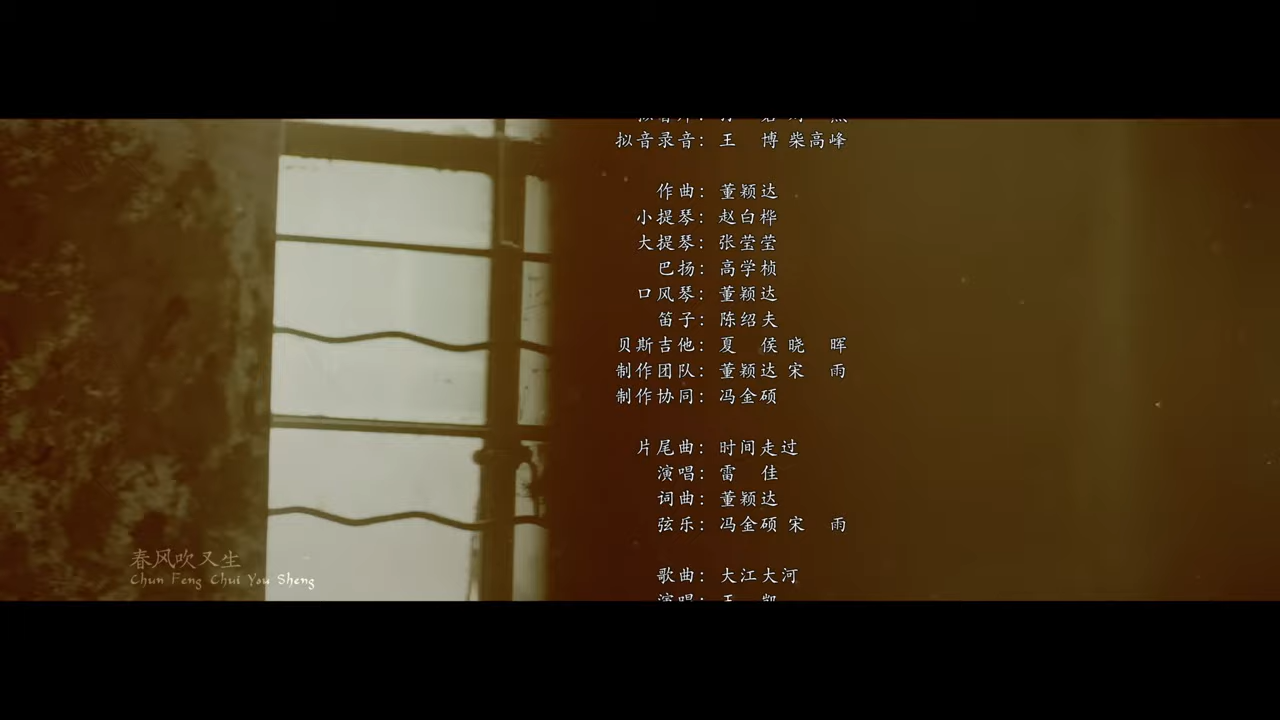 拟音录音: 王 博 柴高峰
作曲: 董颖达
小提琴: 赵白桦
大提琴: 张莹莹
巴扬: 高学桢
口风琴: 董颖达
笛子: 陈绍夫
贝斯吉他: 夏 侯 晓 晖
制作团队: 董颖达 宋 雨
制作协同: 冯金硕
片尾曲: 时间走过
演唱: 雷 佳
词曲: 董颖达
弦乐: 冯金硕 宋 雨
歌曲: 大江大河
演唱: 王 凯
春风吹又生
Chun Feng Chui You Sheng